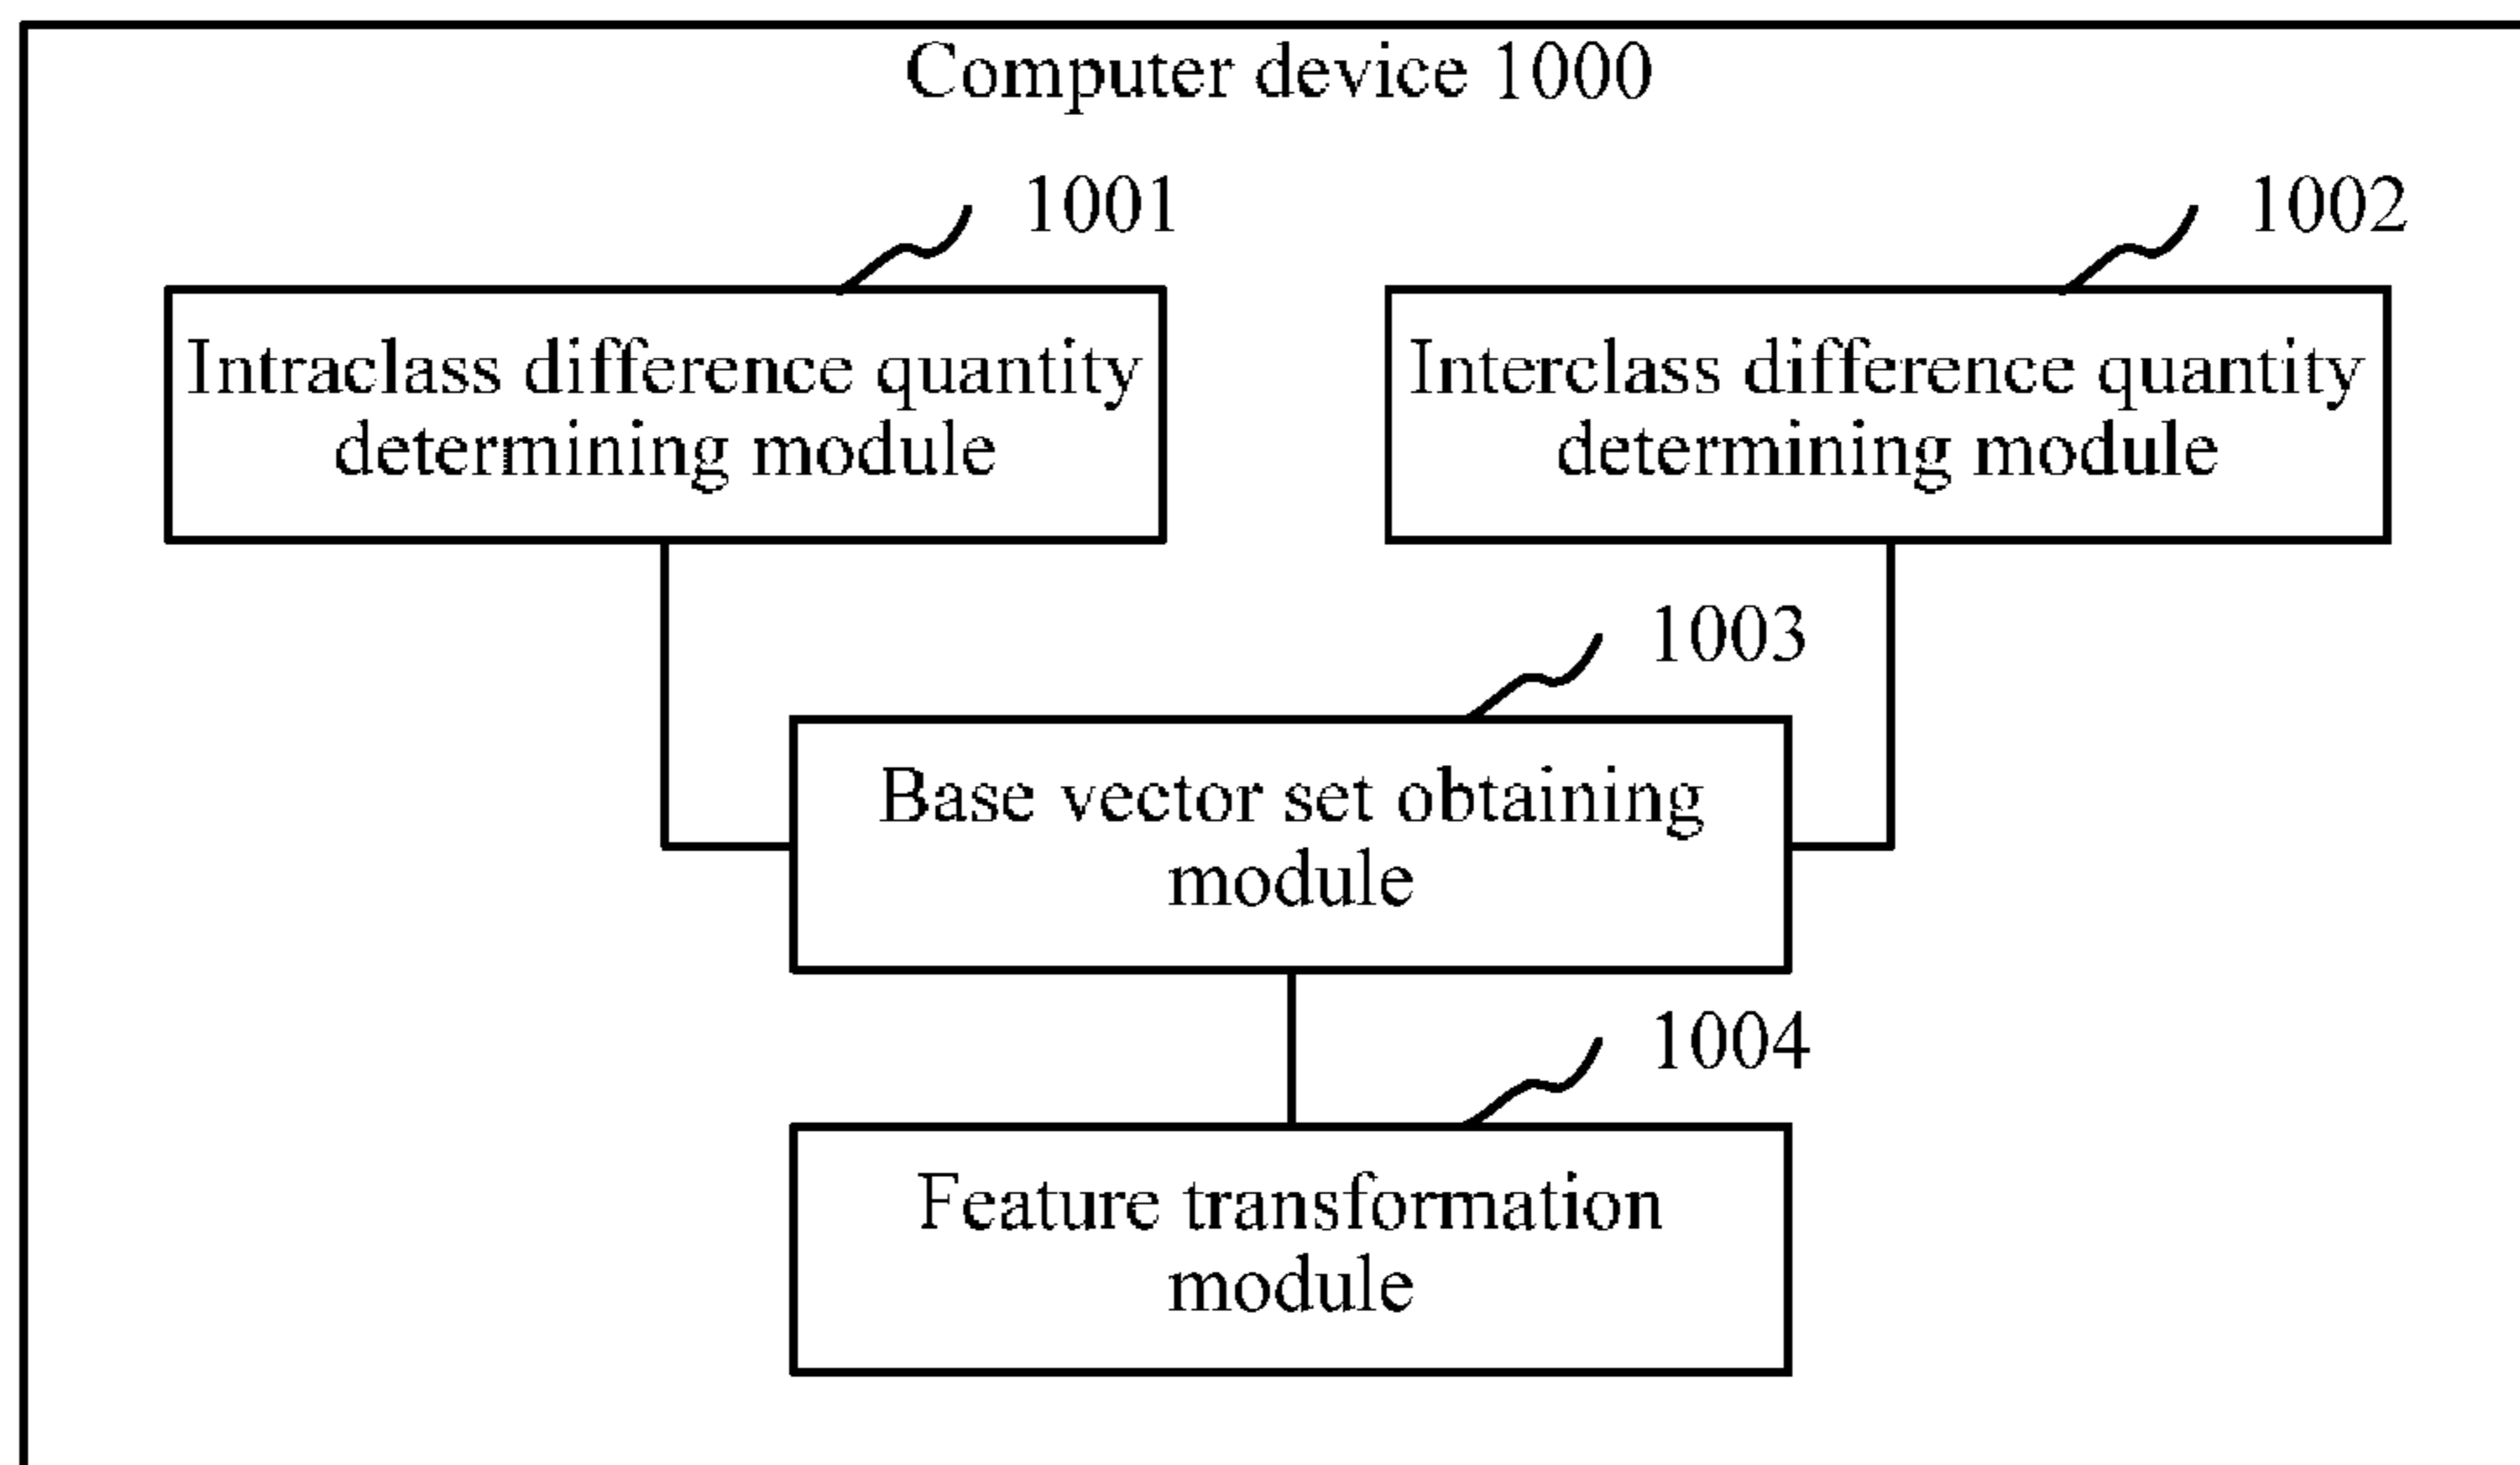 Computer device 1000
1001
1002
Intraclass difference quantity
determining module
Interclass difference quantity
determining module
1003
Base vector set obtaining
module
1004
Feature transformation
module